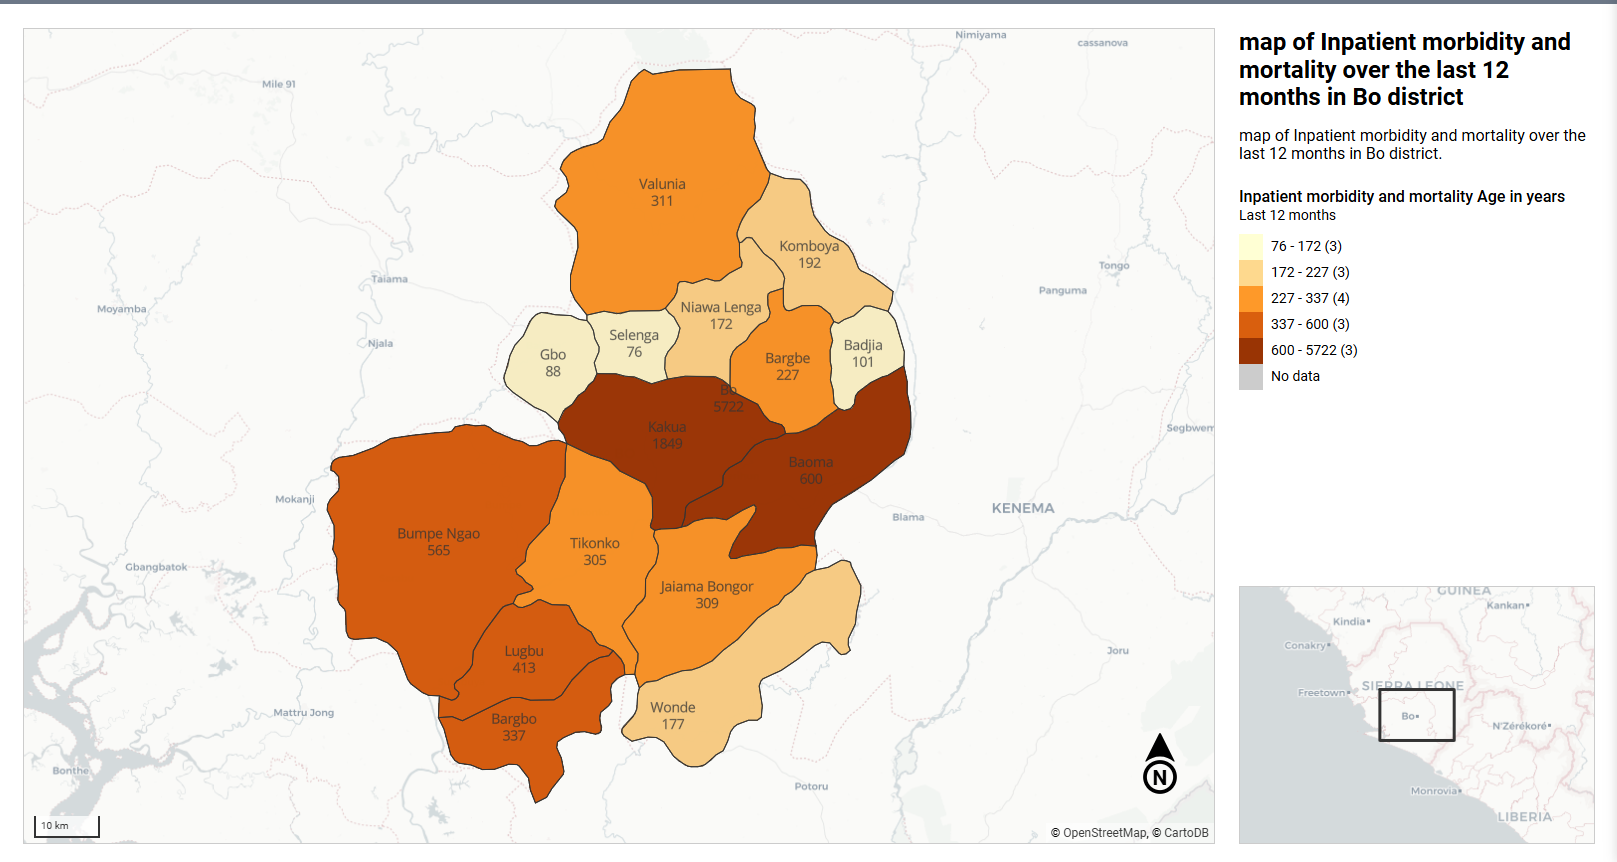 map of Inpatient morbidity and
mortality over the last 12
months in Bo district
map of Inpatient morbidity and mortality over the
last 12 months in Bo district.
Inpatient morbidity and mortality Age in years
Last 12 months
76 - 172 (3)
172 - 227 (3)
227 - 337 (4)
337 - 600 (3)
600 - 5722 (3)
No data
Nimiyama
cassanova
Mile 91
Valunia
311
Komboya
192
Tongo
Taiama
Panguma
Moyamba
Niawa Lenga
172
Selenga
76
Njala
Badjia
101
Gbo
88
Bargbe
227
Bo
5722
Kakua
1849
Segbwem
Baoma
600
Mokanji
KENEMA
Blama
Bumpe Ngao
565
Tikonko
305
Gbangbatok
Jaiama Bongor
309
Lugbu
413
Joru
Wonde
177
Mattru Jong
Bargbo
337
Bonthe
Potoru
N
10 km
© OpenStreetMap, © CartoDB
GUINEA
Kankan
Kindia
Conakry
SIERRA LEONE
Freetown
Bo
N'Zérékoré
Monrovia
LIBERIA